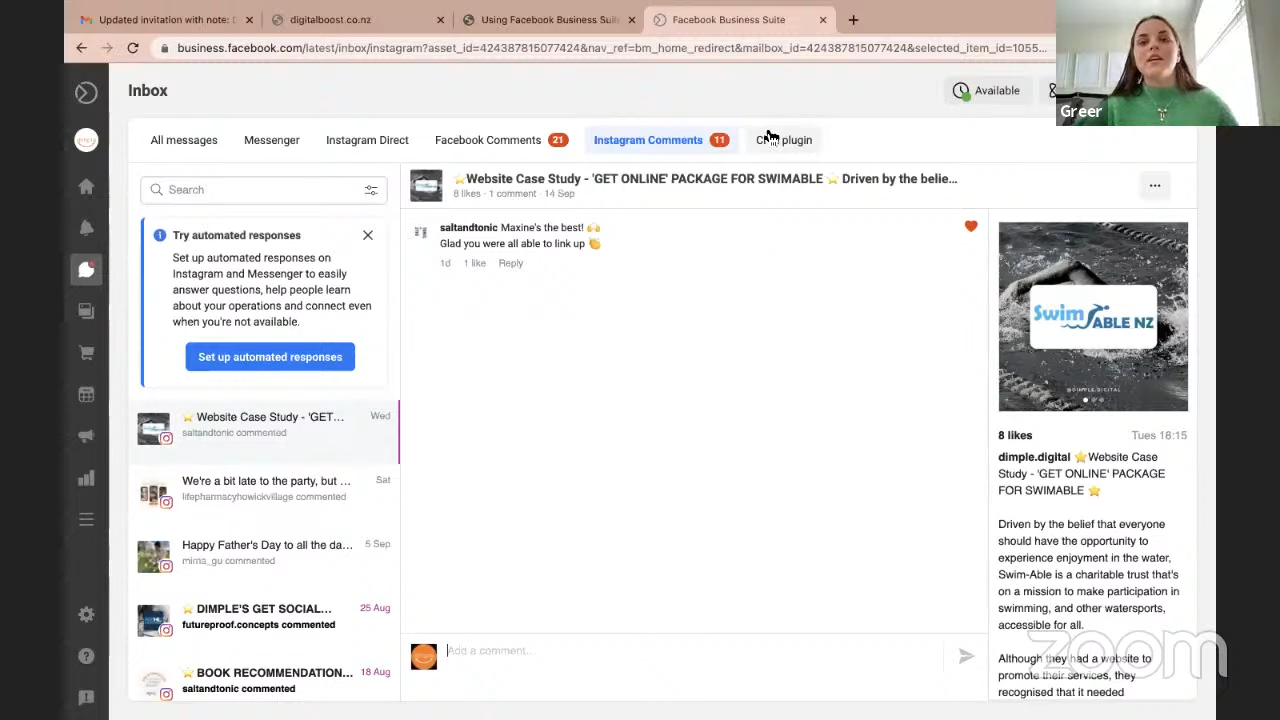 Updated invitation with note: D
digitalboost.co.nz
Using Facebook Business Suit
Facebook Business Suite
business.facebook.com/latest/inbox/instagram?asset_id=424387815077424&nav_ref=bm_home_redirect&mailbox_id=424387815077424&selected_item_id=1055...
Greer
Inbox
Available
All messages
Messenger
Instagram Direct
Facebook Comments 21
Instagram Comments 11
plugin
Search
⭐Website Case Study - 'GET ONLINE' PACKAGE FOR SWIMABLE ⭐ Driven by the belie...
8 likes · 1 comment · 14 Sep
Try automated responses
Set up automated responses on
Instagram and Messenger to easily
answer questions, help people learn
about your operations and connect even
when you're not available.
Set up automated responses
saltandtonic Maxine's the best! 🙌
Glad you were all able to link up 👏
1d 1 like Reply
Swim
ABLE NZ
@DIMPLE.DIGITAL
⭐ Website Case Study - 'GET... Wed
saltandtonic commented
We're a bit late to the party, but ... Sat
lifepharmacyhowickvillage commented
Happy Father's Day to all the da... 5 Sep
mirna_gu commented
⭐ DIMPLE'S GET SOCIAL... 25 Aug
futureproof.concepts commented
⭐ BOOK RECOMMENDATION... 18 Aug
saltandtonic commented
Add a comment...
8 likes Tues 18:15
dimple.digital ⭐Website Case
Study - 'GET ONLINE' PACKAGE
FOR SWIMABLE ⭐
Driven by the belief that everyone
should have the opportunity to
experience enjoyment in the water,
Swim-Able is a charitable trust that's
on a mission to make participation in
swimming, and other watersports,
accessible for all.
Although they had a website to
promote their services, they
recognised that it needed
zoom